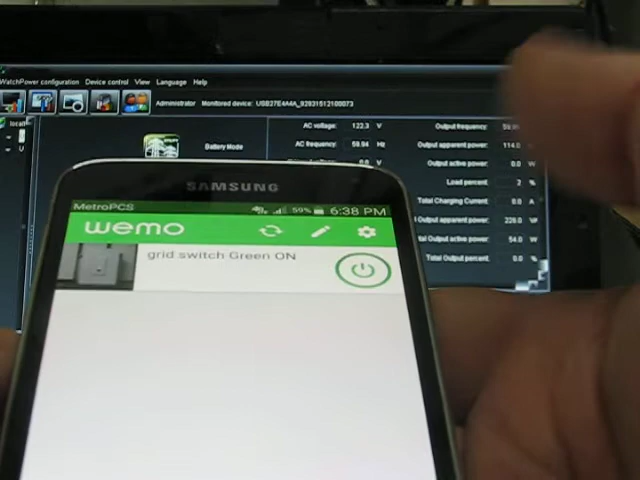 WatchPower configuration Device control View Language Help
Administrator Monitored device:
Battery Mode
AC voltage: 122.3 V
AC frequency: 59.94 Hz
0.0 V
Output frequency:
Output apparent power: 114.0
Output active power: 0.0 W
Load percent: 2 %
Total Charging Current: 0.0 A
Output apparent power: 228.0
Output active power: 54.0 W
Total Output percent: 0.0 %
SAMSUNG
MetroPCS 59% 6:38 PM
wemo
grid switch Green ON